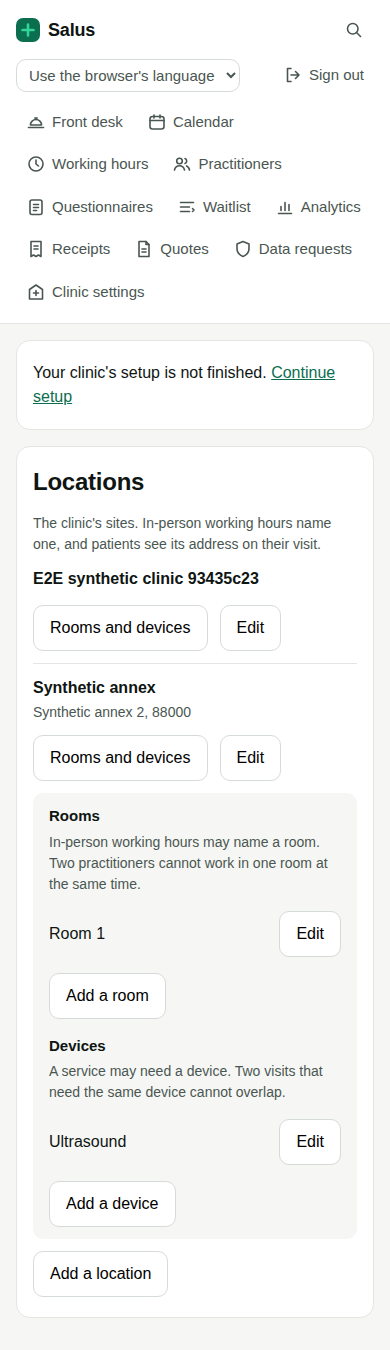 Salus
Use the browser's language
Sign out
Front desk
Calendar
Working hours
Practitioners
Questionnaires
Waitlist
Analytics
Receipts
Quotes
Data requests
Clinic settings
Your clinic's setup is not finished. Continue
setup
Locations
The clinic's sites. In-person working hours name
one, and patients see its address on their visit.
E2E synthetic clinic 93435c23
Rooms and devices
Edit
Synthetic annex
Synthetic annex 2, 88000
Rooms and devices
Edit
Rooms
In-person working hours may name a room.
Two practitioners cannot work in one room at
the same time.
Room 1
Edit
Add a room
Devices
A service may need a device. Two visits that
need the same device cannot overlap.
Ultrasound
Edit
Add a device
Add a location